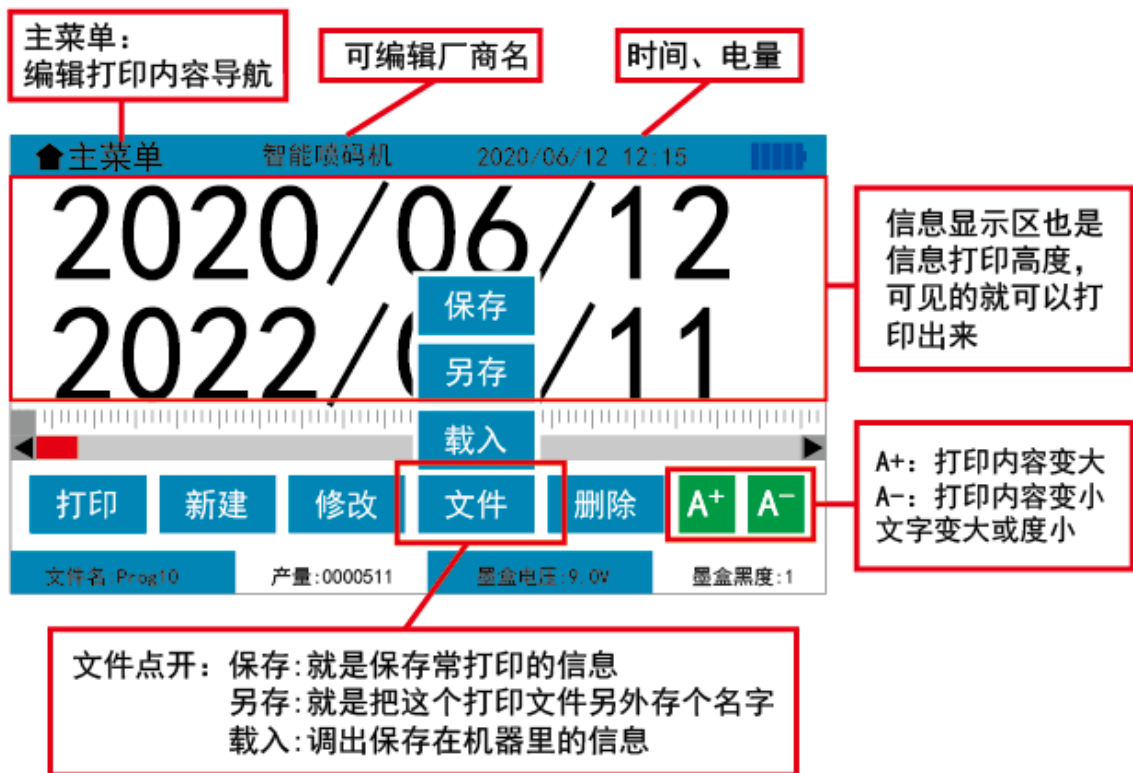 主菜单:
编辑打印内容导航
可编辑厂商名
时间、电量
主菜单
智能喷码机
2020/06/12 12:15
2020/06/12
2022/0 /11
信息显示区也是
信息打印高度,
可见的就可以打
印出来
保存
另存
载入
A+: 打印内容变大
A-: 打印内容变小
文字变大或度小
打印
新建
修改
文件
删除
A+
A-
文件名:Prog10
产量:0000511
墨盒电压:9.0V
墨盒黑度:1
文件点开: 保存:就是保存常打印的信息
另存:就是把这个打印文件另外存个名字
载入:调出保存在机器里的信息